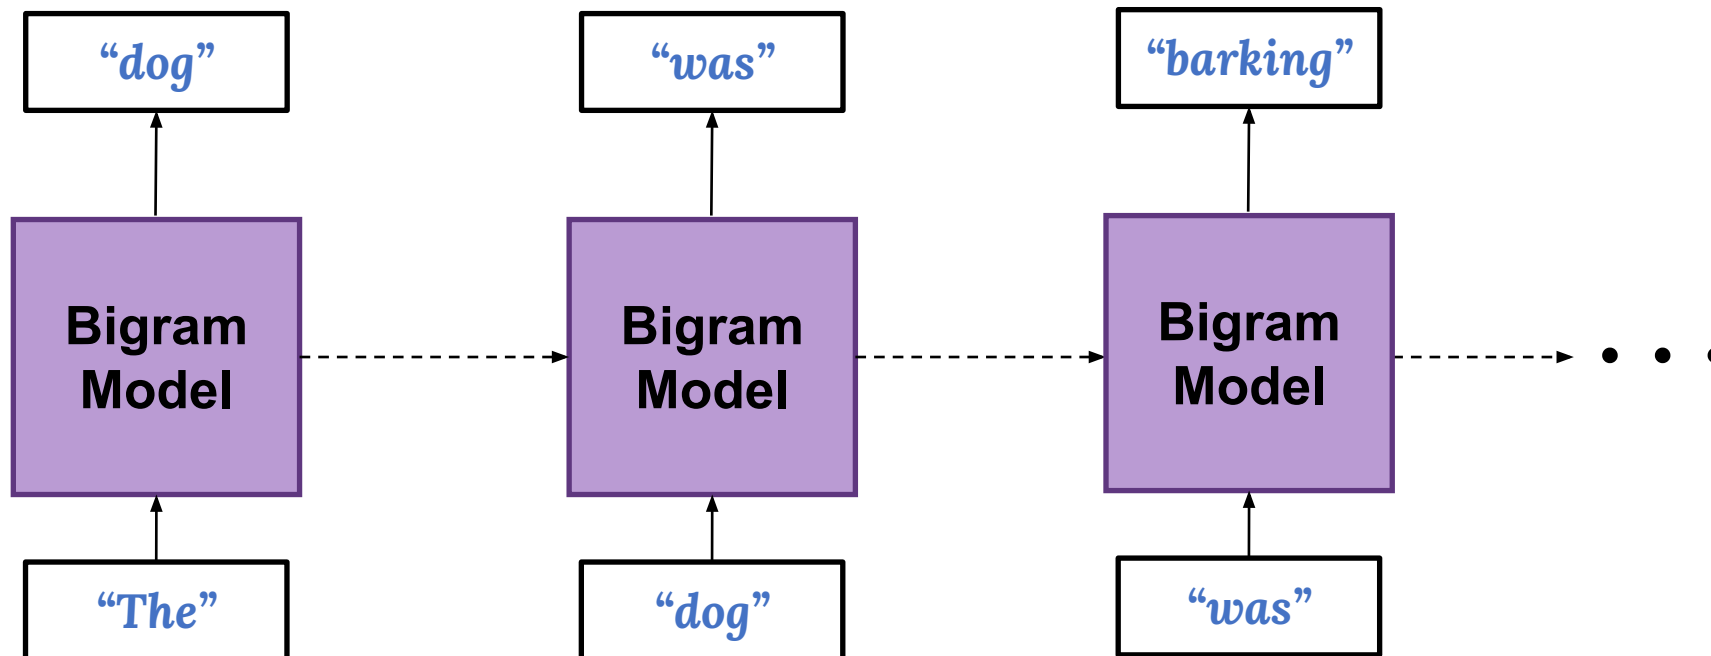 “dog”
“was”
“barking”
Bigram
Model
Bigram
Model
Bigram
Model
“The”
“dog”
“was”